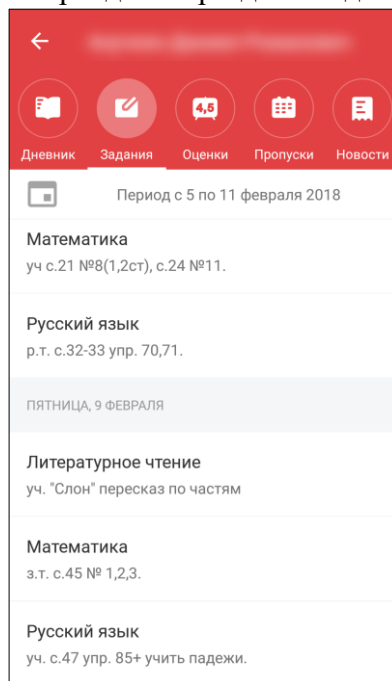 Дневник
Задания
4,5
Оценки
Пропуски
Новости
Период с 5 по 11 февраля 2018
Математика
уч с.21 №8(1,2ст), с.24 №11.
Русский язык
р.т. с.32-33 упр. 70,71.
ПЯТНИЦА, 9 ФЕВРАЛЯ
Литературное чтение
уч. "Слон" пересказ по частям
Математика
з.т. с.45 № 1,2,3.
Русский язык
уч. с.47 упр. 85+ учить падежи.